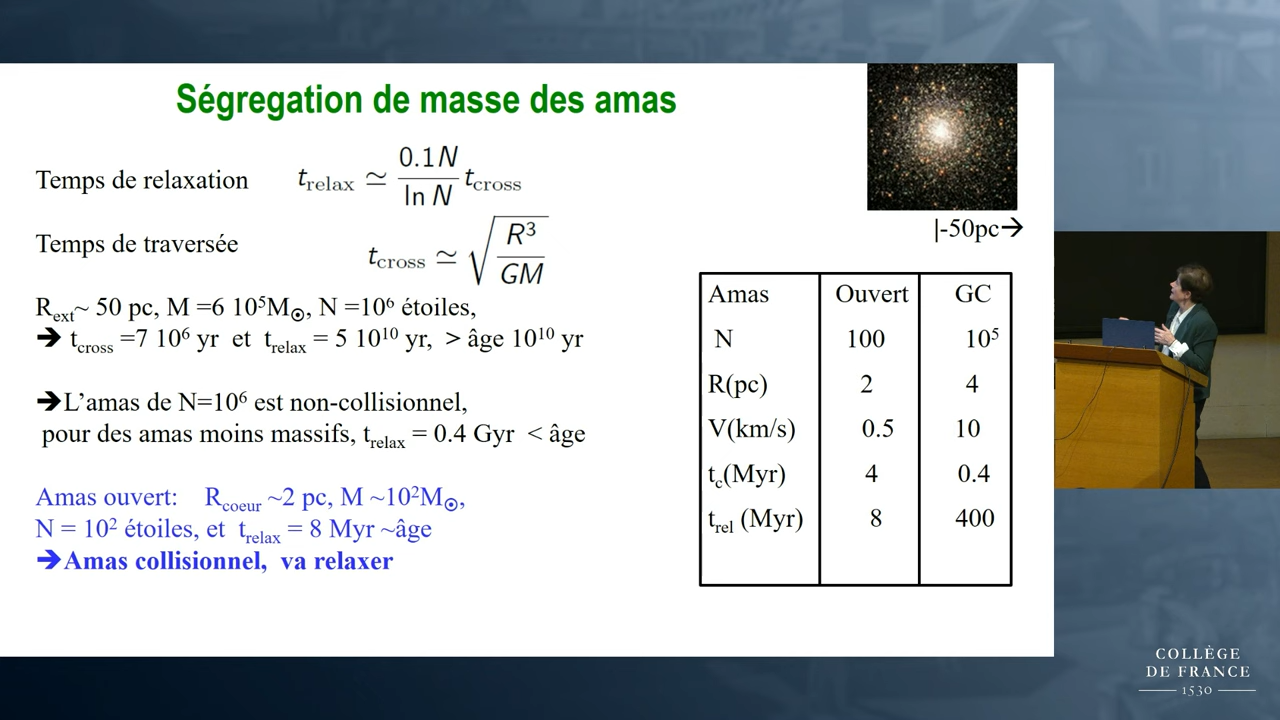 Ségregation de masse des amas
Temps de relaxation t_relax ≃ 0.1N / ln N t_cross
Temps de traversée t_cross ≃ √(R³ / GM)
R_ext~ 50 pc, M =6 10⁵M☉, N =10⁶ étoiles,
➔ t_cross =7 10⁶ yr et t_relax = 5 10¹⁰ yr, > âge 10¹⁰ yr
➔L'amas de N=10⁶ est non-collisionnel,
pour des amas moins massifs, t_relax = 0.4 Gyr < âge
Amas ouvert: R_coeur ~2 pc, M ~10²M☉,
N = 10² étoiles, et t_relax = 8 Myr ~âge
➔Amas collisionnel, va relaxer
|-50pc➔
Amas Ouvert GC
N 100 10⁵
R(pc) 2 4
V(km/s) 0.5 10
t_c(Myr) 4 0.4
t_rel (Myr) 8 400
COLLÈGE
DE FRANCE
1530